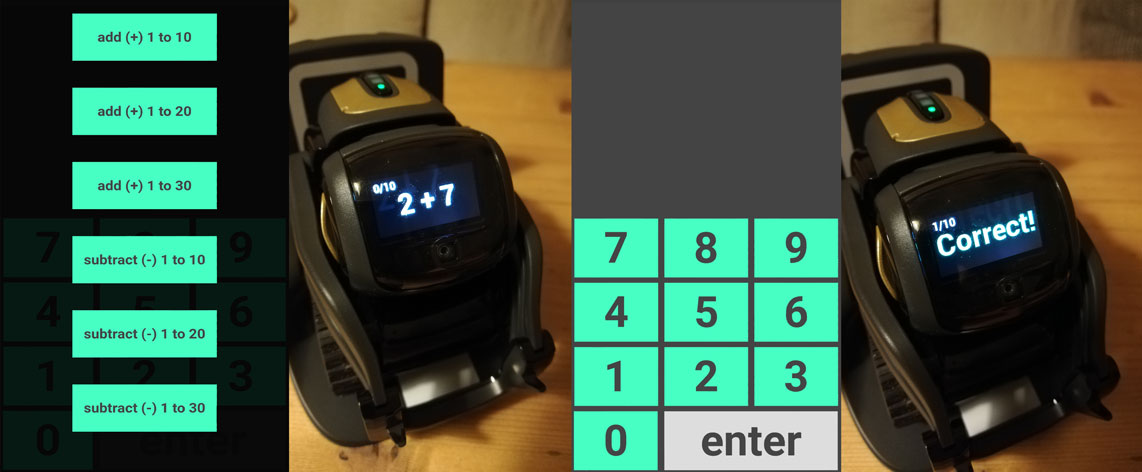 add (+) 1 to 10
add (+) 1 to 20
add (+) 1 to 30
7 9
subtract (-) 1 to 10
4 5 6
subtract (-) 1 to 20
1 2 3
subtract (-) 1 to 30
0 enter
0/10
2 + 7
7 8 9
4 5 6
1 2 3
0 enter
1/10
Correct!